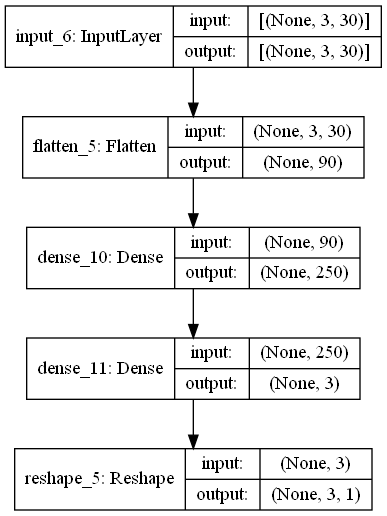 input_6: InputLayer
input:
[(None, 3, 30)]
output:
[(None, 3, 30)]
flatten_5: Flatten
input:
(None, 3, 30)
output:
(None, 90)
dense_10: Dense
input:
(None, 90)
output:
(None, 250)
dense_11: Dense
input:
(None, 250)
output:
(None, 3)
reshape_5: Reshape
input:
(None, 3)
output:
(None, 3, 1)